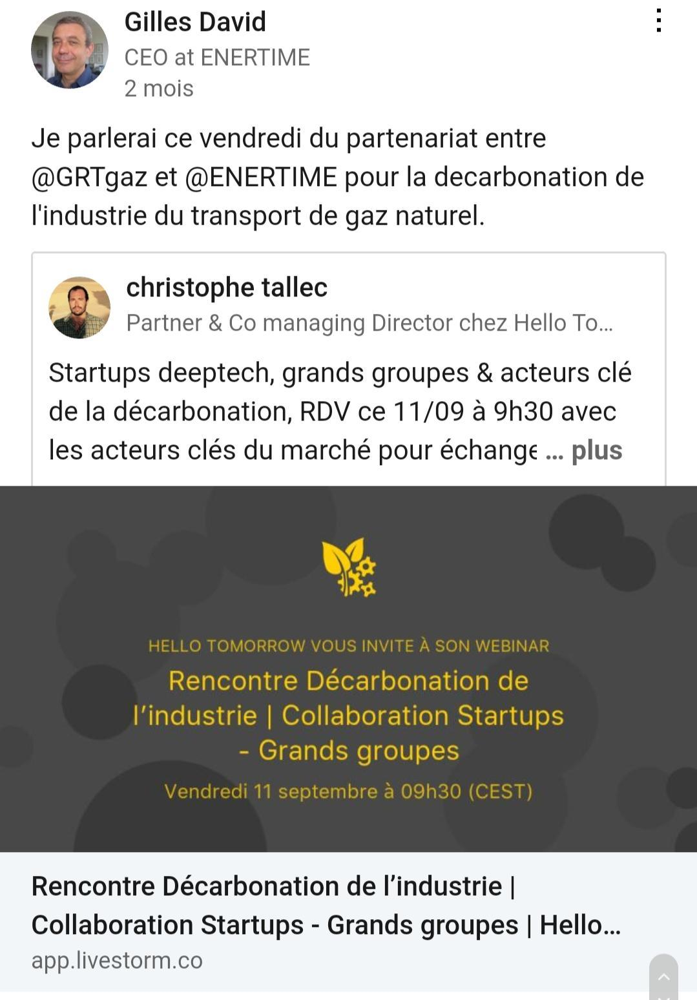 Gilles David
CEO at ENERTIME
2 mois
Je parlerai ce vendredi du partenariat entre
@GRTgaz et @ENERTIME pour la decarbonation de
l'industrie du transport de gaz naturel.
christophe tallec
Partner & Co managing Director chez Hello To...
Startups deeptech, grands groupes & acteurs clé
de la décarbonation, RDV ce 11/09 à 9h30 avec
les acteurs clés du marché pour échange ... plus
HELLO TOMORROW VOUS INVITE À SON WEBINAR
Rencontre Décarbonation de
l’industrie | Collaboration Startups
- Grands groupes
Vendredi 11 septembre à 09h30 (CEST)
Rencontre Décarbonation de l’industrie |
Collaboration Startups - Grands groupes | Hello...
app.livestorm.co